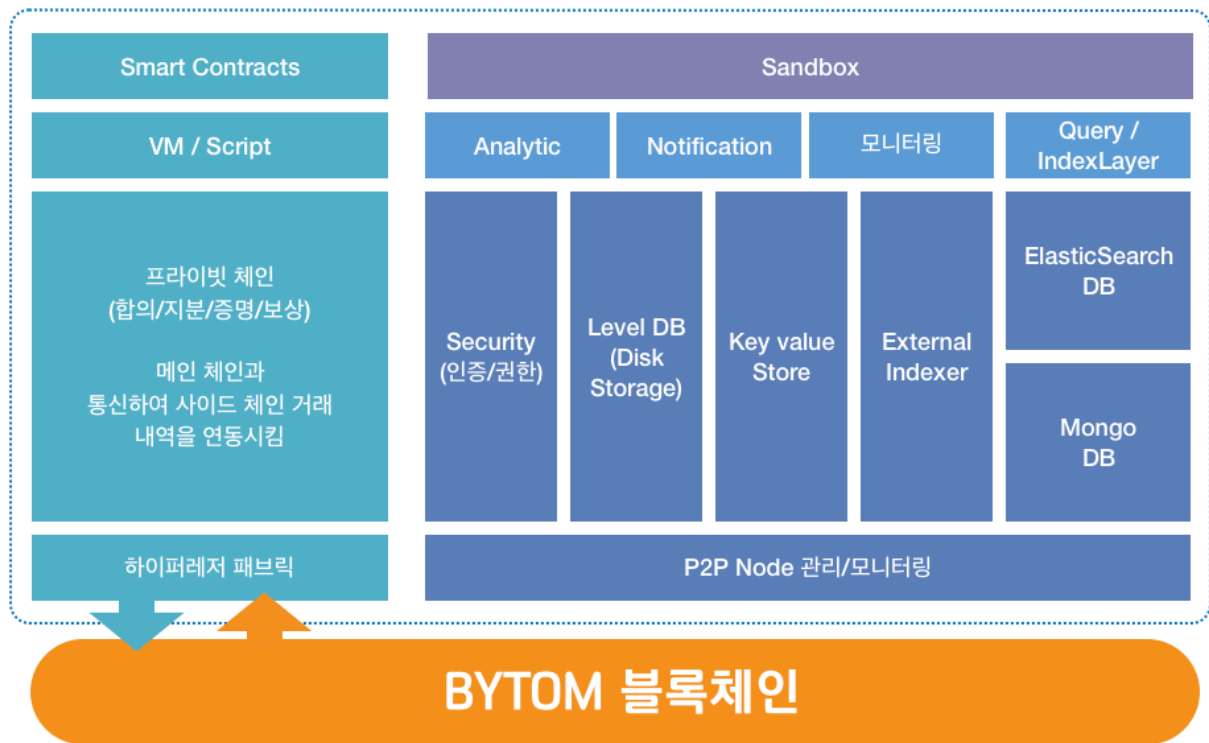 Smart Contracts
Sandbox
VM / Script
Analytic
Notification
모니터링
Query /
IndexLayer
프라이빗 체인
(합의/지분/증명/보상)
메인 체인과
통신하여 사이드 체인 거래
내역을 연동시킴
Security
(인증/권한)
Level DB
(Disk
Storage)
Key value
Store
External
Indexer
ElasticSearch
DB
Mongo
DB
하이퍼레저 패브릭
P2P Node 관리/모니터링
BYTOM 블록체인